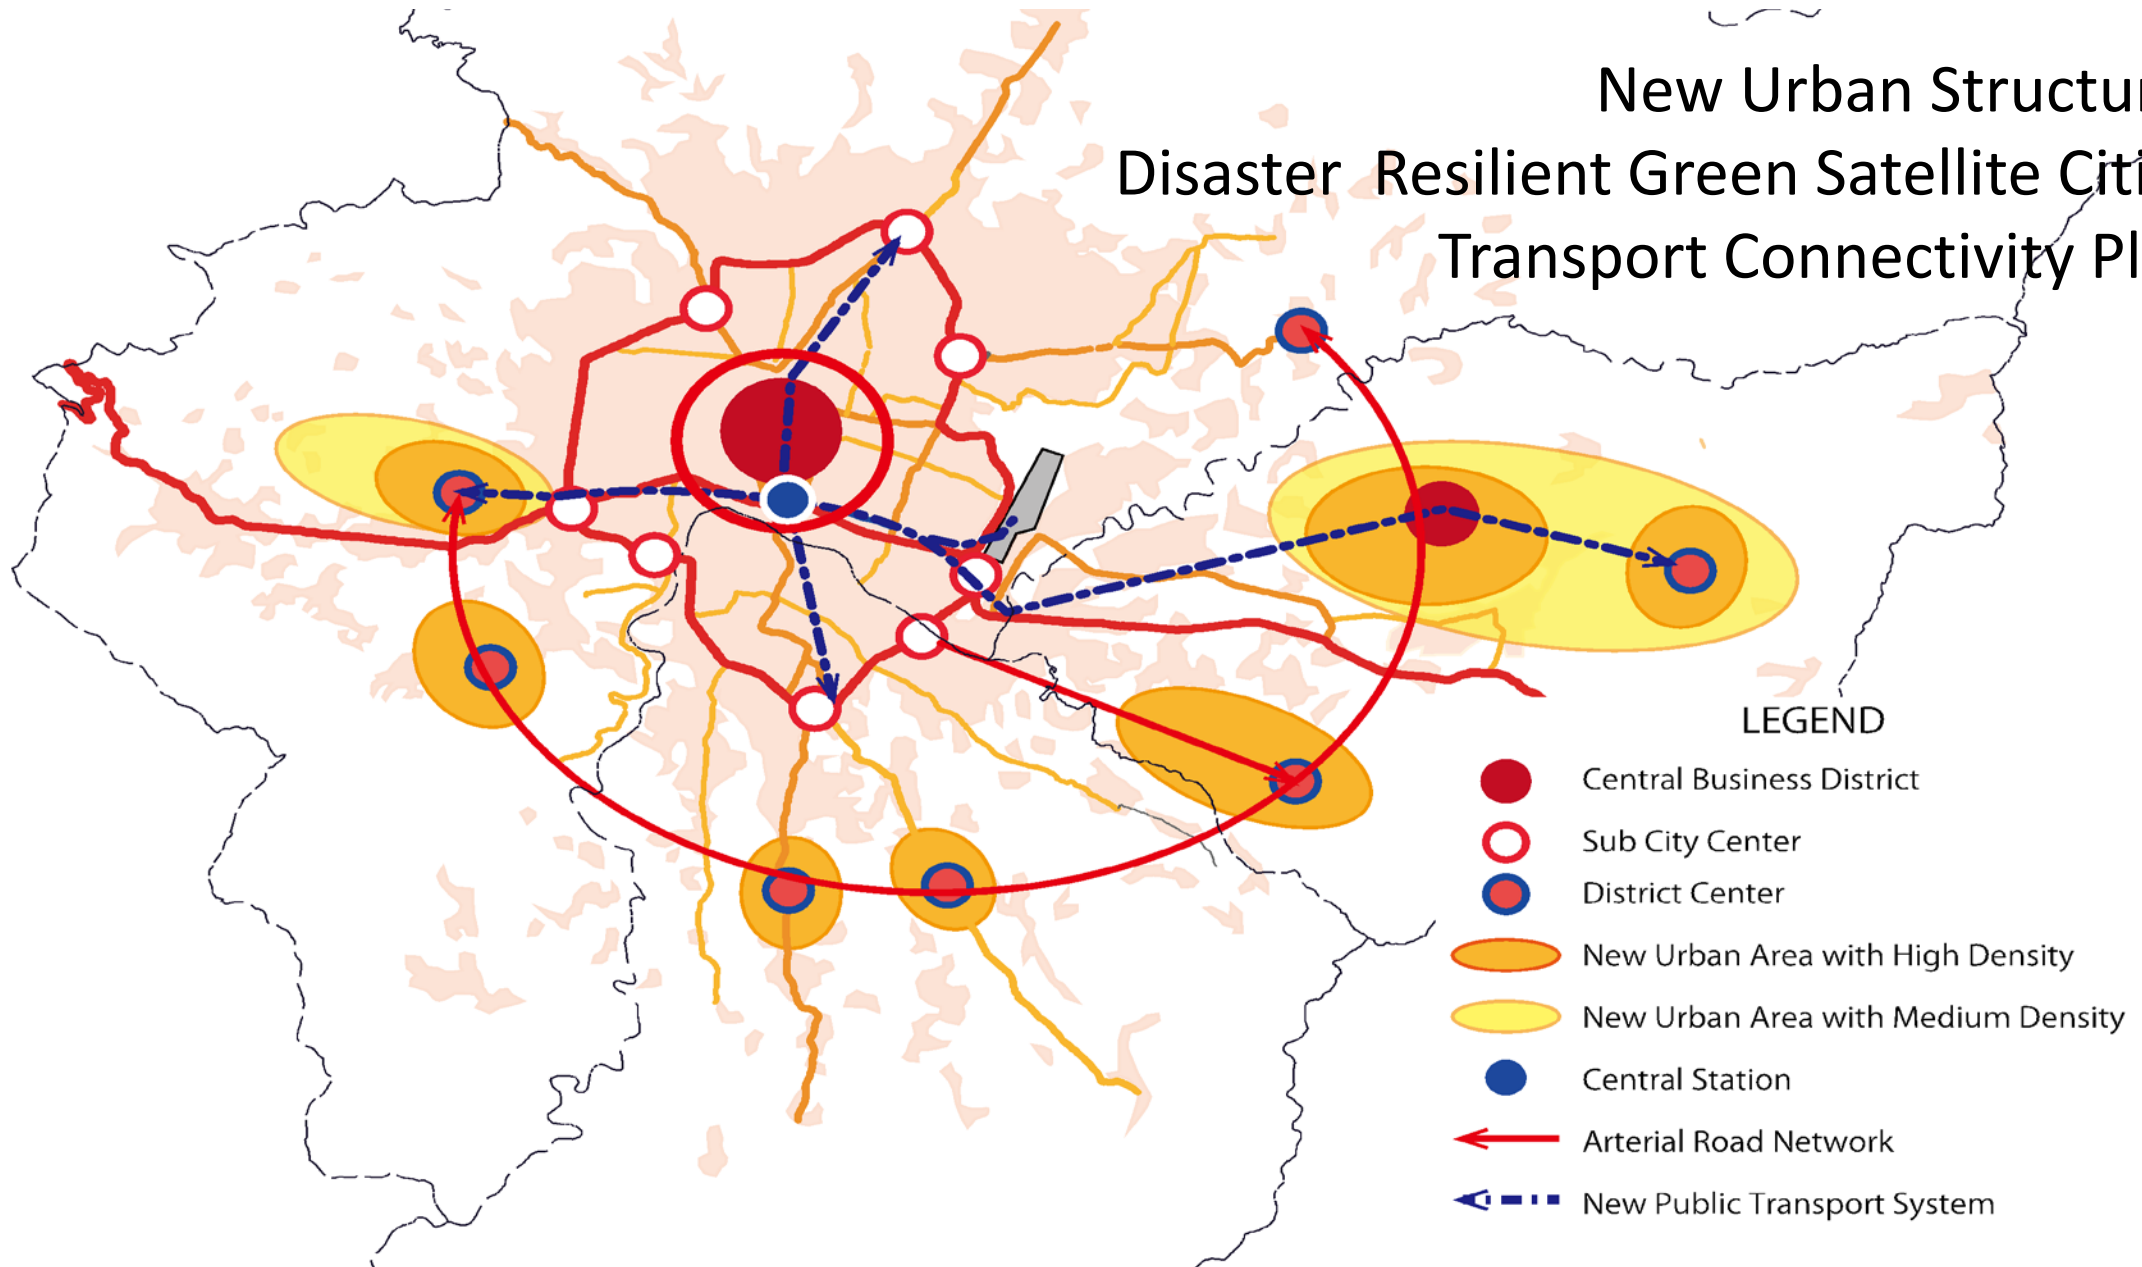 New Urban Structu
Disaster Resilient Green Satellite Citi
Transport Connectivity Pl
LEGEND
Central Business District
Sub City Center
District Center
New Urban Area with High Density
New Urban Area with Medium Density
Central Station
Arterial Road Network
New Public Transport System